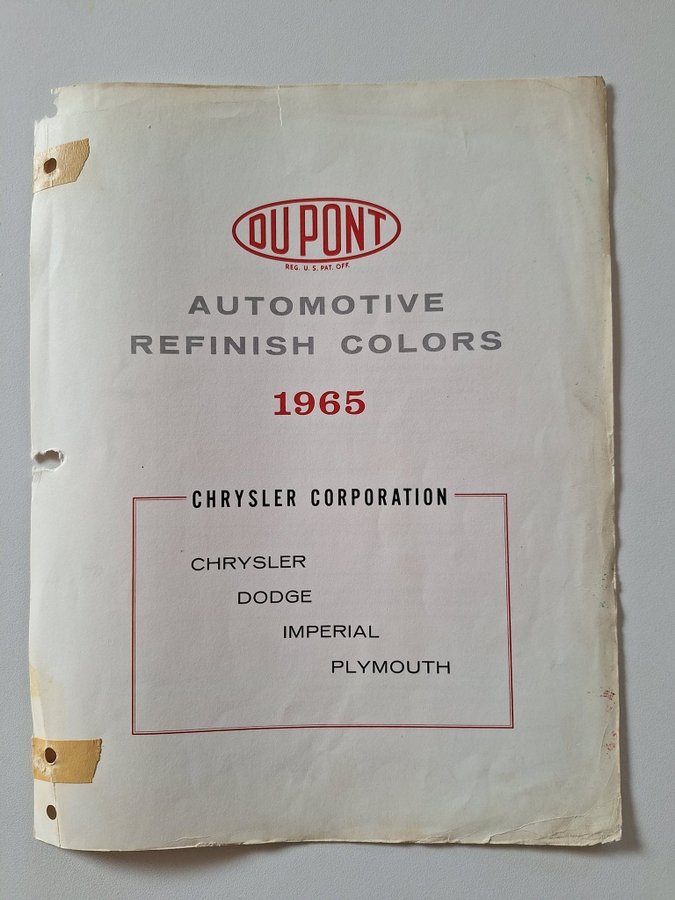 DU PONT
REG. U. S. PAT. OFF.
AUTOMOTIVE
REFINISH COLORS
1965
CHRYSLER CORPORATION
CHRYSLER
DODGE
IMPERIAL
PLYMOUTH